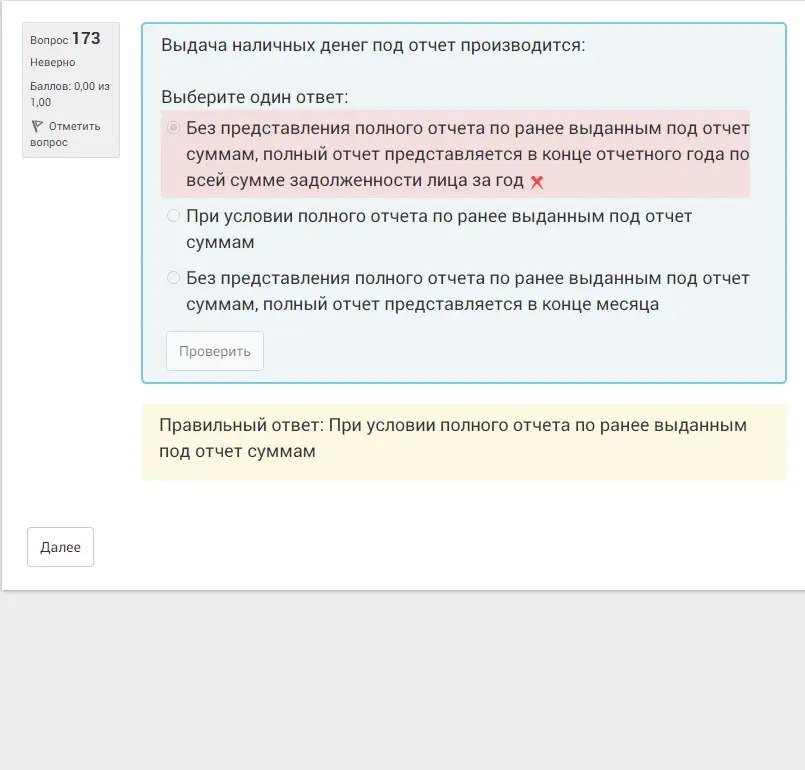 Вопрос 173
Неверно
Баллов: 0,00 из
1,00
Отметить
вопрос
Выдача наличных денег под отчет производится:
Выберите один ответ:
Без представления полного отчета по ранее выданным под отчет
суммам, полный отчет представляется в конце отчетного года по
всей сумме задолженности лица за год
При условии полного отчета по ранее выданным под отчет
суммам
Без представления полного отчета по ранее выданным под отчет
суммам, полный отчет представляется в конце месяца
Проверить
Правильный ответ: При условии полного отчета по ранее выданным
под отчет суммам
Далее